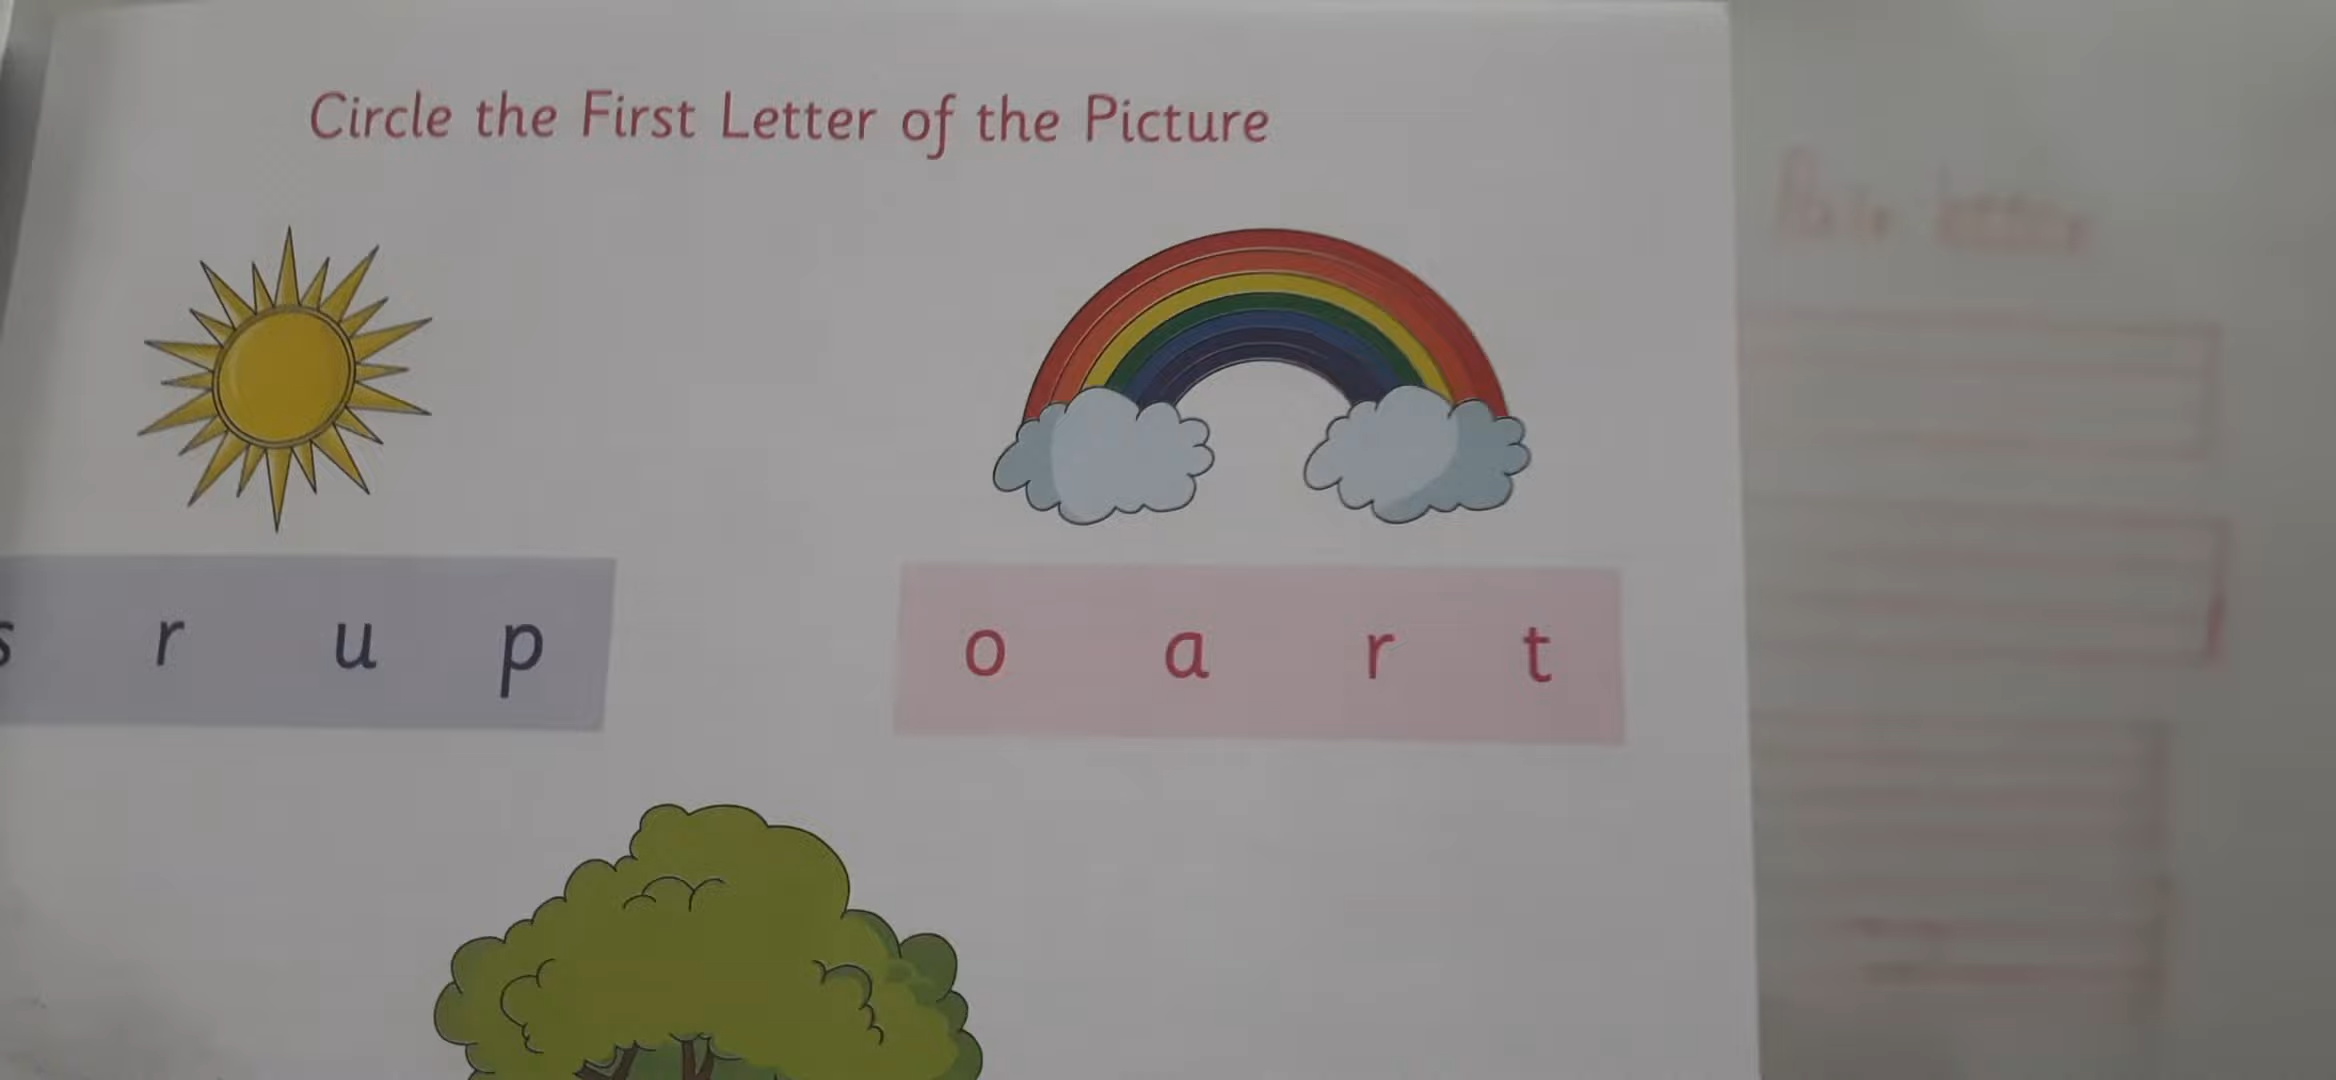 Circle the First Letter of the Picture
s r u p
o a r t